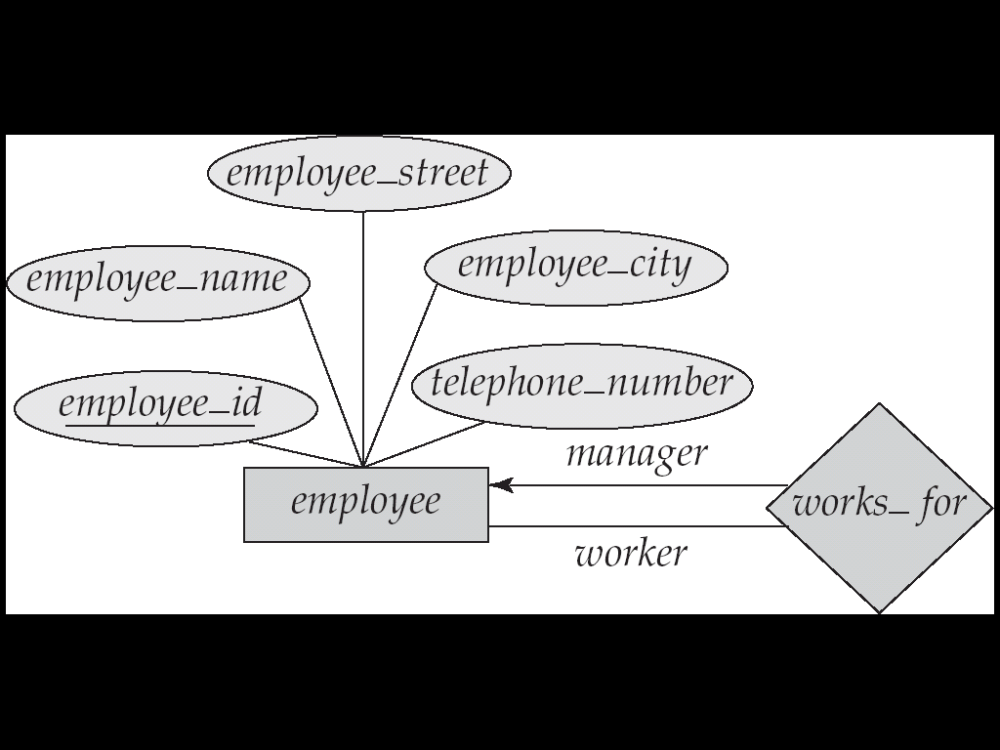 employee_street
employee_name
employee_city
employee_id
telephone_number
manager
employee
works_ for
worker